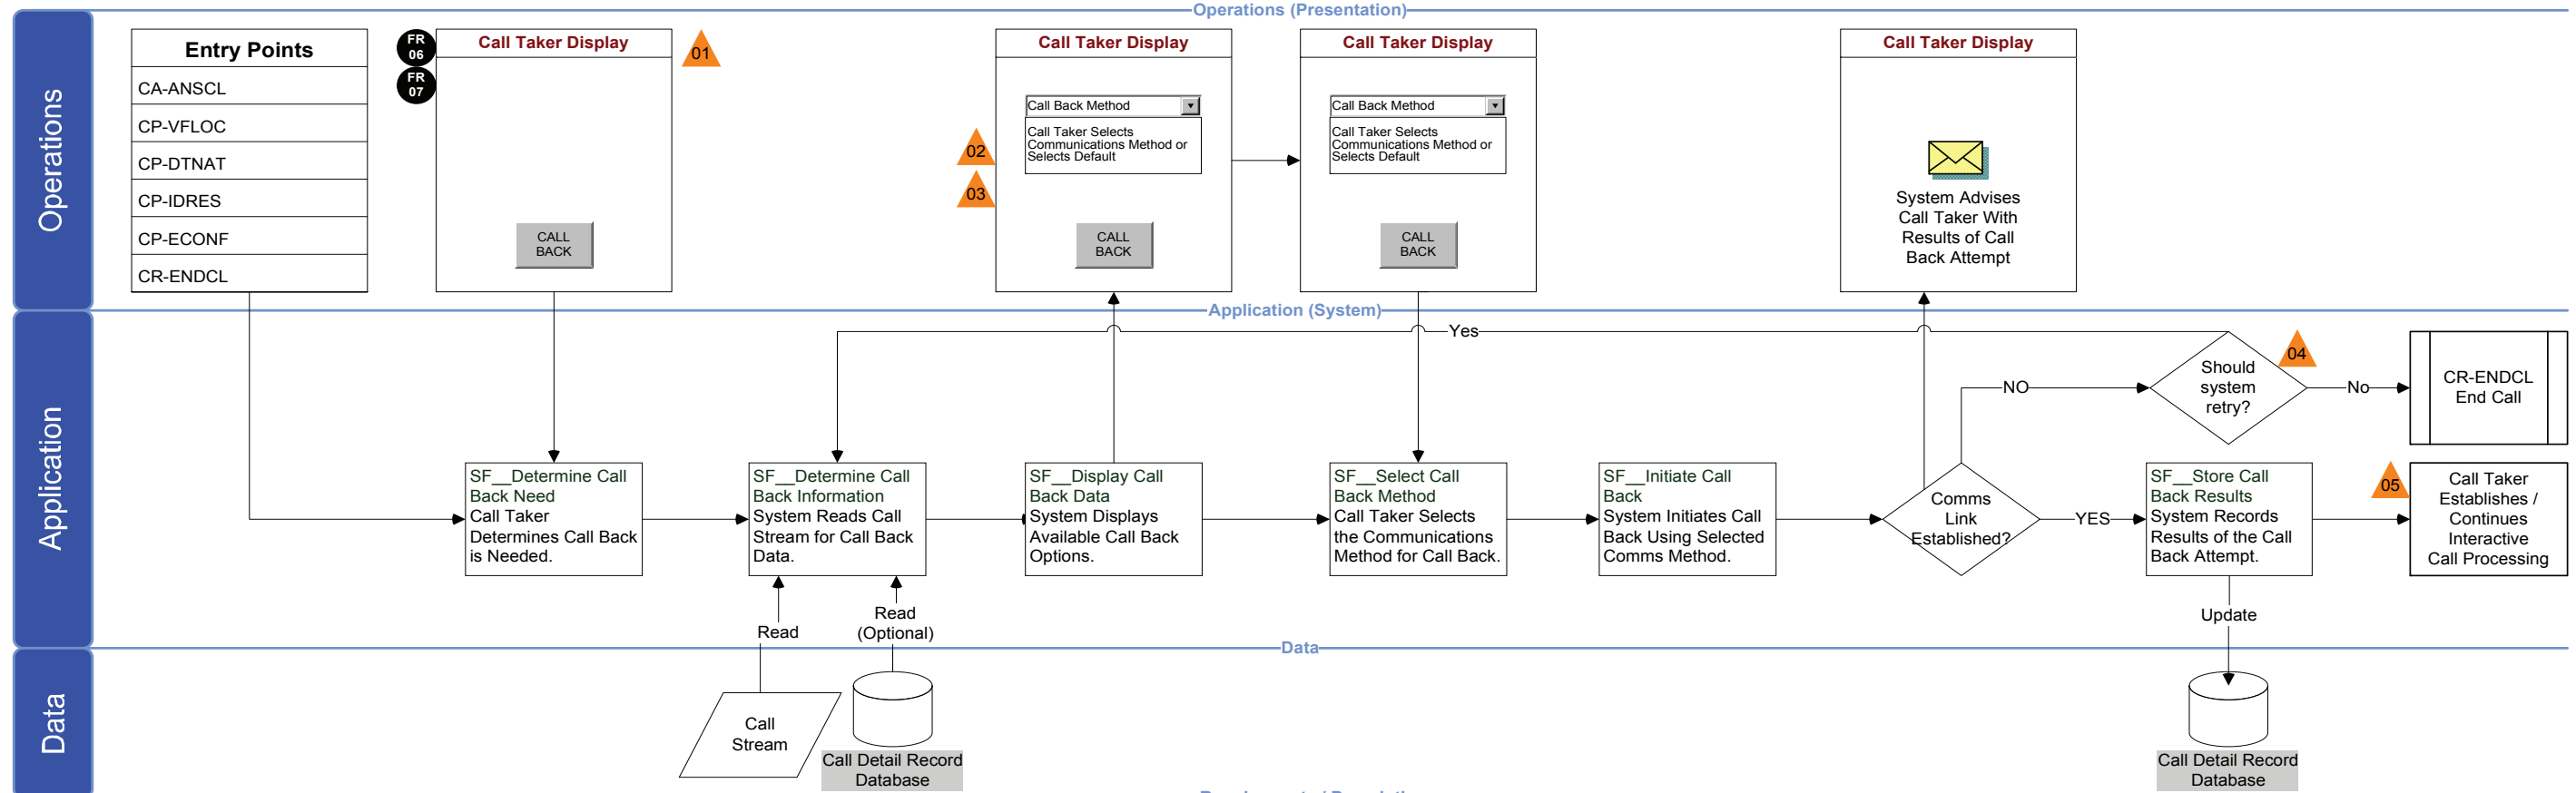 Operations (Presentation)
Operations
Entry Points
CA-ANSCL
CP-VFLOC
CP-DTNAT
CP-IDRES
CP-ECONF
CR-ENDCL
FR
06
FR
07
Call Taker Display
01
CALL
BACK
Call Taker Display
02
03
Call Back Method
Call Taker Selects
Communications Method or
Selects Default
CALL
BACK
Call Taker Display
Call Back Method
Call Taker Selects
Communications Method or
Selects Default
CALL
BACK
Call Taker Display
System Advises
Call Taker With
Results of Call
Back Attempt
Application (System)
Application
Yes
SF__Determine Call
Back Need
Call Taker
Determines Call Back
is Needed.
SF__Determine Call
Back Information
System Reads Call
Stream for Call Back
Data.
SF__Display Call
Back Data
System Displays
Available Call Back
Options.
SF__Select Call
Back Method
Call Taker Selects
the Communications
Method for Call Back.
SF__Initiate Call
Back
System Initiates Call
Back Using Selected
Comms Method.
Comms
Link
Established?
NO
Should
system
retry?
04
No
CR-ENDCL
End Call
YES
SF__Store Call
Back Results
System Records
Results of the Call
Back Attempt.
05
Call Taker
Establishes /
Continues
Interactive
Call Processing
Read
Read
(Optional)
Update
Data
Data
Call
Stream
Call Detail Record
Database
Call Detail Record
Database